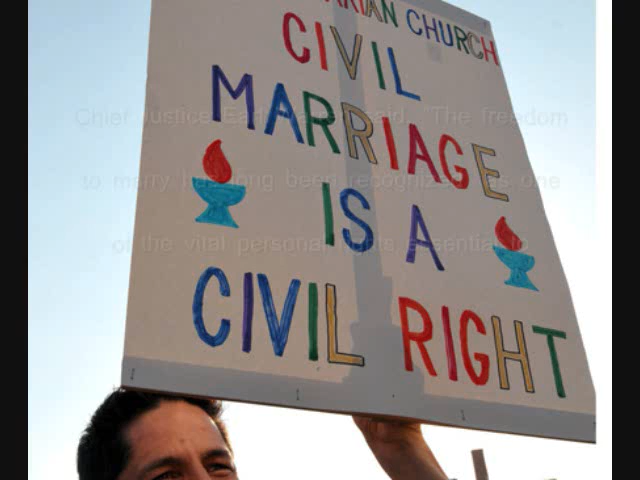 CHURCH
CIVIL
MARRIAGE
IS A
CIVIL RIGHT
Chief Justice Earl Warren said, "The freedom
to marry has long been recognized as one
of the vital personal rights essential to